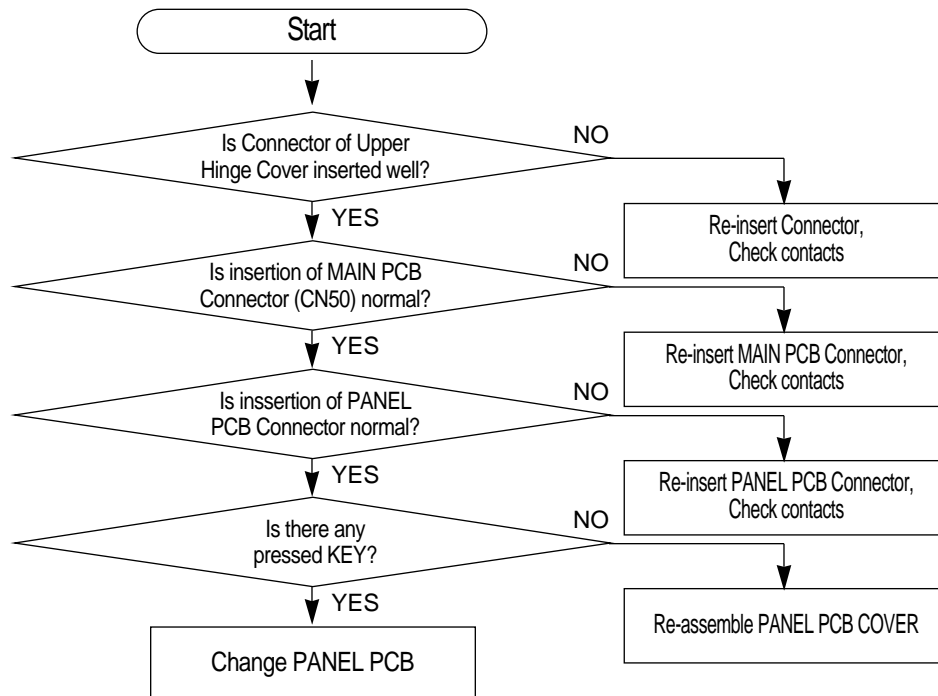 Start
Is Connector of Upper
Hinge Cover inserted well?
NO
YES
Re-insert Connector,
Check contacts
Is insertion of MAIN PCB
Connector (CN50) normal?
NO
YES
Re-insert MAIN PCB Connector,
Check contacts
Is inssertion of PANEL
PCB Connector normal?
NO
YES
Re-insert PANEL PCB Connector,
Check contacts
Is there any
pressed KEY?
NO
YES
Re-assemble PANEL PCB COVER
Change PANEL PCB